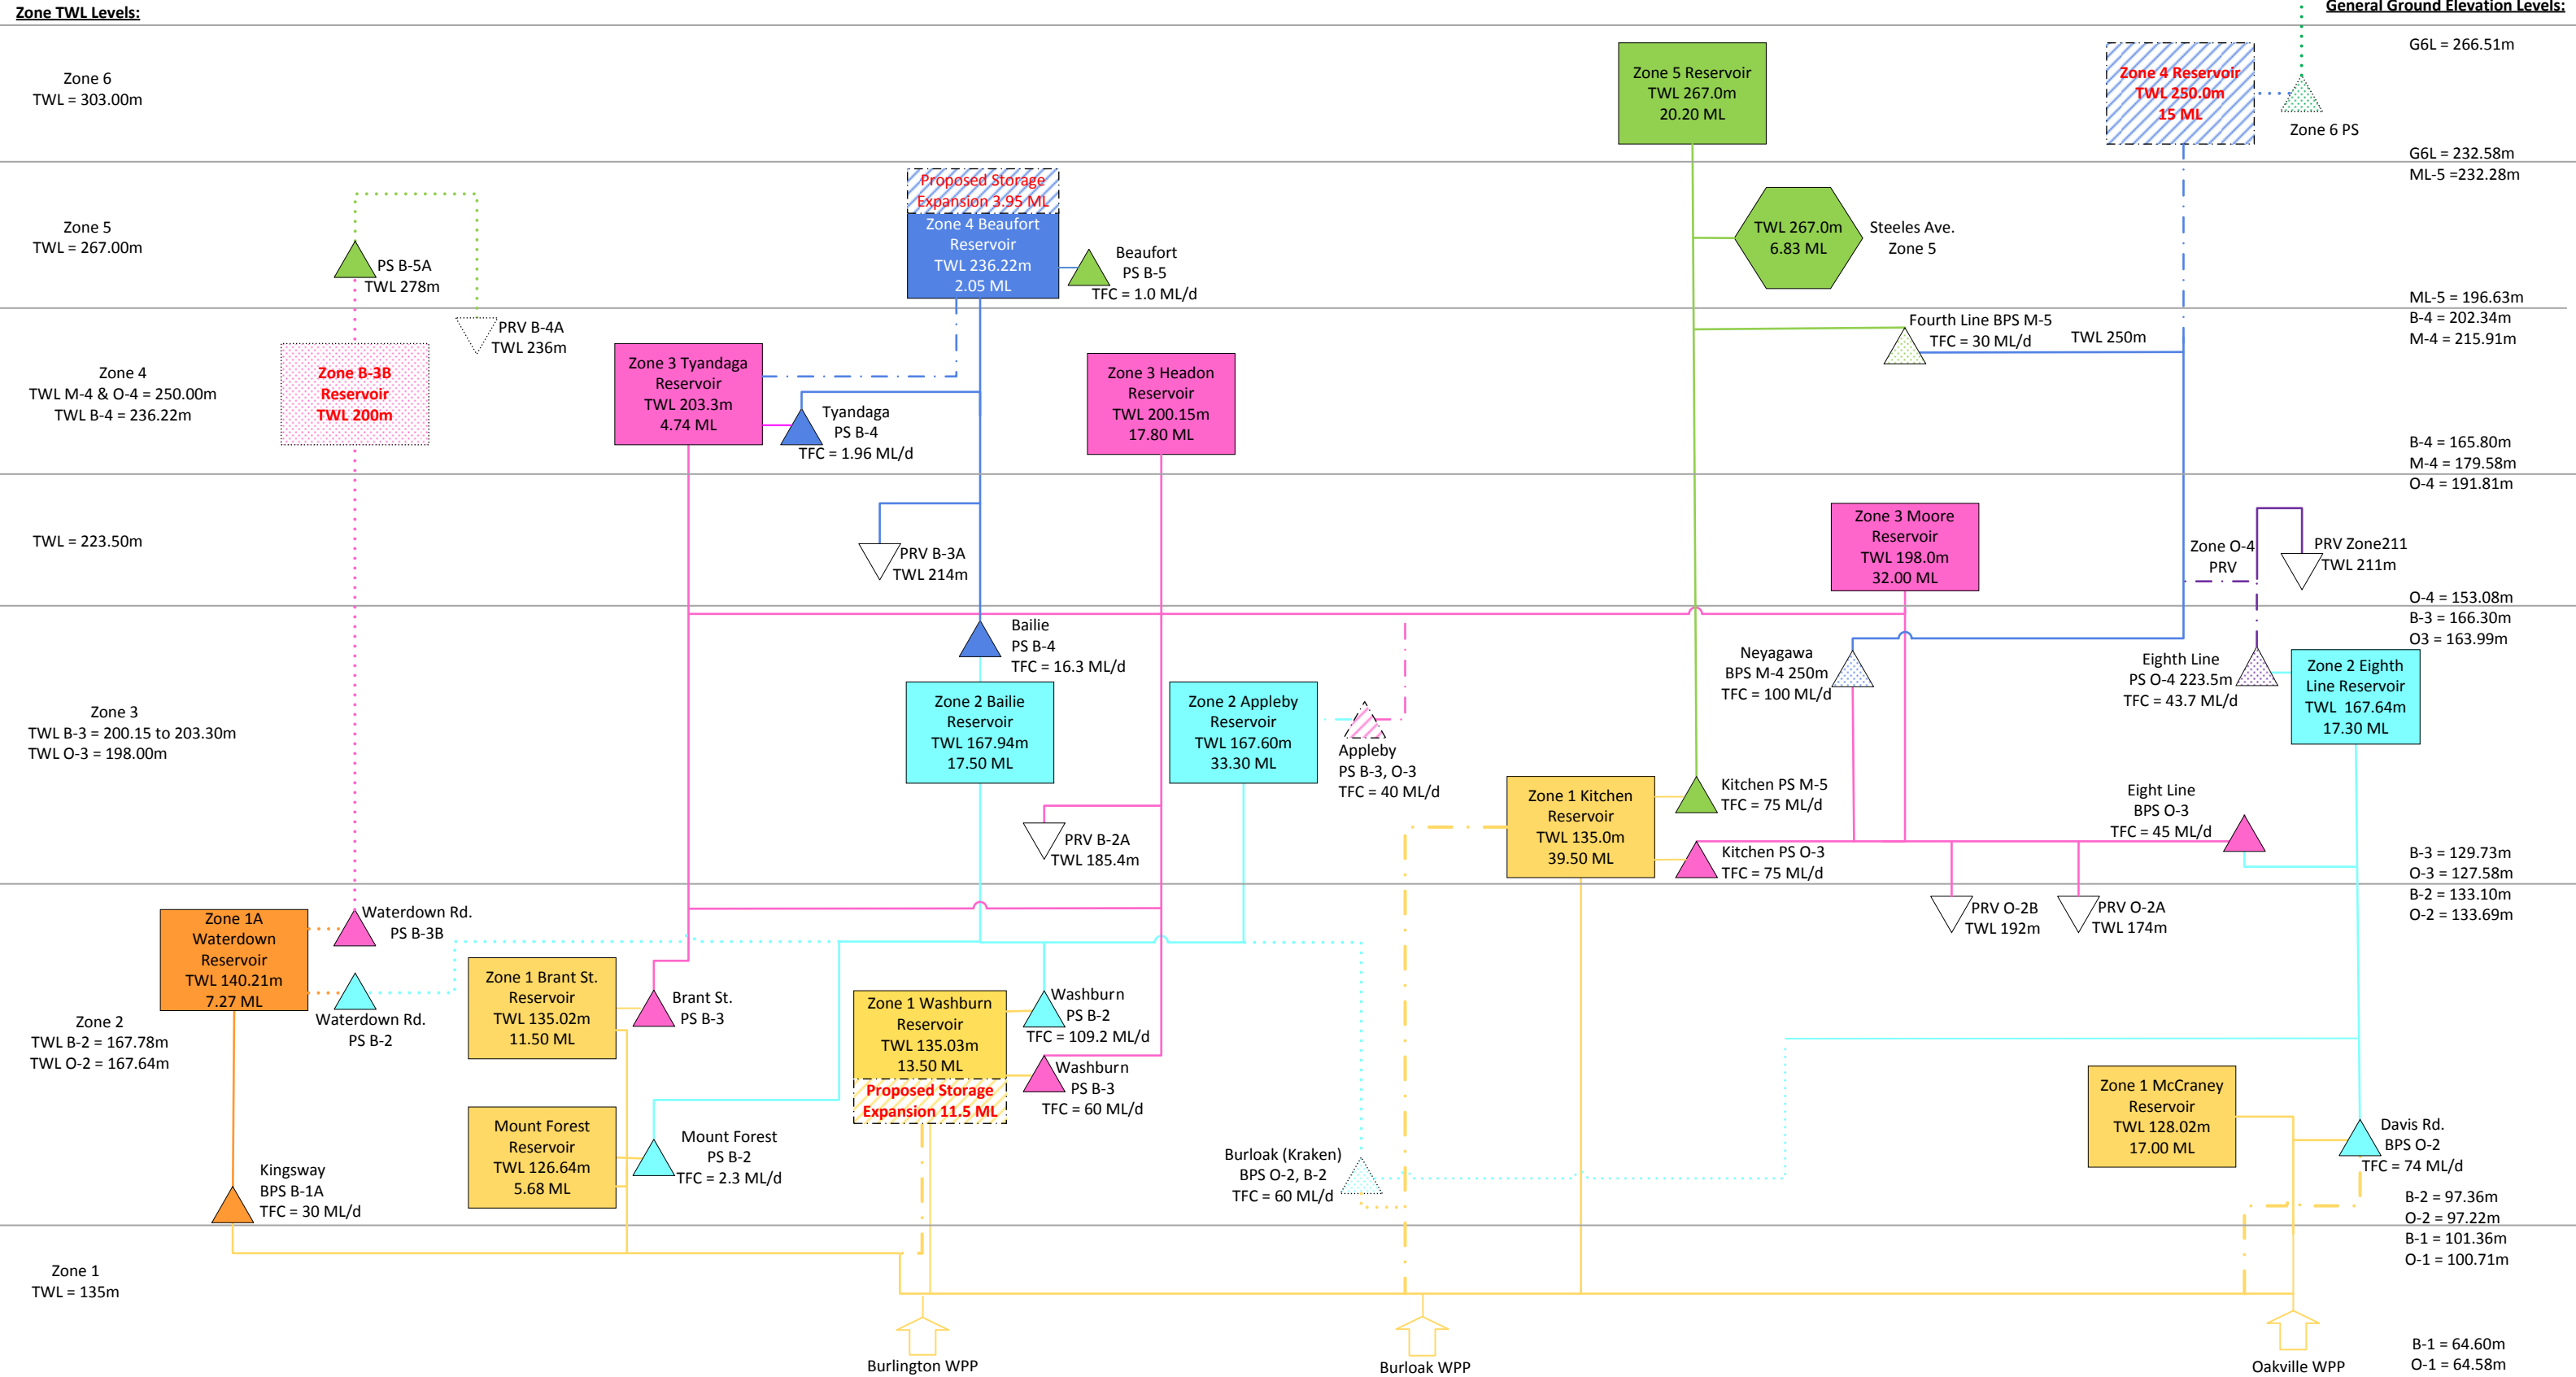 Zone TWL Levels:
General Ground Elevation Levels:
Zone 6
TWL = 303.00m
Zone 5 Reservoir
TWL 267.0m
20.20 ML
Zone 4 Reservoir
TWL 250.0m
15 ML
Zone 6 PS
G6L = 266.51m
G6L = 232.58m
ML-5 =232.28m
Zone 5
TWL = 267.00m
PS B-5A
TWL 278m
Proposed Storage
Expansion 3.95 ML
Zone 4 Beaufort
Reservoir
TWL 236.22m
2.05 ML
Beaufort
PS B-5
TFC = 1.0 ML/d
TWL 267.0m
6.83 ML
Steeles Ave.
Zone 5
ML-5 = 196.63m
B-4 = 202.34m
M-4 = 215.91m
PRV B-4A
TWL 236m
Fourth Line BPS M-5
TFC = 30 ML/d
TWL 250m
Zone 4
TWL M-4 & O-4 = 250.00m
TWL B-4 = 236.22m
Zone B-3B
Reservoir
TWL 200m
Zone 3 Tyandaga
Reservoir
TWL 203.3m
4.74 ML
Tyandaga
PS B-4
TFC = 1.96 ML/d
Zone 3 Headon
Reservoir
TWL 200.15m
17.80 ML
B-4 = 165.80m
M-4 = 179.58m
O-4 = 191.81m
TWL = 223.50m
PRV B-3A
TWL 214m
Zone 3 Moore
Reservoir
TWL 198.0m
32.00 ML
Zone O-4
PRV
PRV Zone211
TWL 211m
O-4 = 153.08m
B-3 = 166.30m
O3 = 163.99m
Bailie
PS B-4
TFC = 16.3 ML/d
Neyagawa
BPS M-4 250m
TFC = 100 ML/d
Eighth Line
PS O-4 223.5m
TFC = 43.7 ML/d
Zone 2 Eighth
Line Reservoir
TWL 167.64m
17.30 ML
Zone 3
TWL B-3 = 200.15 to 203.30m
TWL O-3 = 198.00m
Zone 2 Bailie
Reservoir
TWL 167.94m
17.50 ML
Zone 2 Appleby
Reservoir
TWL 167.60m
33.30 ML
Appleby
PS B-3, O-3
TFC = 40 ML/d
Zone 1 Kitchen
Reservoir
TWL 135.0m
39.50 ML
Kitchen PS M-5
TFC = 75 ML/d
Kitchen PS O-3
TFC = 75 ML/d
Eight Line
BPS O-3
TFC = 45 ML/d
PRV B-2A
TWL 185.4m
B-3 = 129.73m
O-3 = 127.58m
B-2 = 133.10m
O-2 = 133.69m
PRV O-2B
TWL 192m
PRV O-2A
TWL 174m
Zone 1A
Waterdown
Reservoir
TWL 140.21m
7.27 ML
Waterdown Rd.
PS B-3B
Waterdown Rd.
PS B-2
Zone 2
TWL B-2 = 167.78m
TWL O-2 = 167.64m
Zone 1 Brant St.
Reservoir
TWL 135.02m
11.50 ML
Brant St.
PS B-3
Zone 1 Washburn
Reservoir
TWL 135.03m
13.50 ML
Proposed Storage
Expansion 11.5 ML
Washburn
PS B-2
TFC = 109.2 ML/d
Washburn
PS B-3
TFC = 60 ML/d
Mount Forest
Reservoir
TWL 126.64m
5.68 ML
Mount Forest
PS B-2
TFC = 2.3 ML/d
Burloak (Kraken)
BPS O-2, B-2
TFC = 60 ML/d
Zone 1 McCraney
Reservoir
TWL 128.02m
17.00 ML
Davis Rd.
BPS O-2
TFC = 74 ML/d
Kingsway
BPS B-1A
TFC = 30 ML/d
B-2 = 97.36m
O-2 = 97.22m
B-1 = 101.36m
O-1 = 100.71m
Zone 1
TWL = 135m
Burlington WPP
Burloak WPP
Oakville WPP
B-1 = 64.60m
O-1 = 64.58m